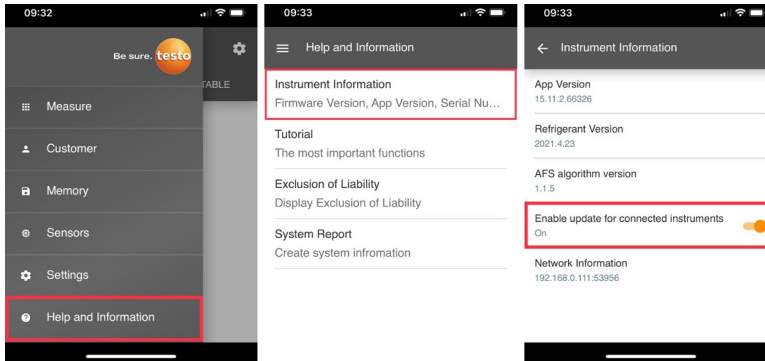 09:32
Be sure. testo
TABLE
Measure
Customer
Memory
Sensors
Settings
Help and Information
09:33
Help and Information
Instrument Information
Firmware Version, App Version, Serial Nu...
Tutorial
The most important functions
Exclusion of Liability
Display Exclusion of Liability
System Report
Create system infromation
09:33
Instrument Information
App Version
15.11.2.66326
Refrigerant Version
2021.4.23
AFS algorithm version
1.1.5
Enable update for connected instruments
On
Network Information
192.168.0.111:53956